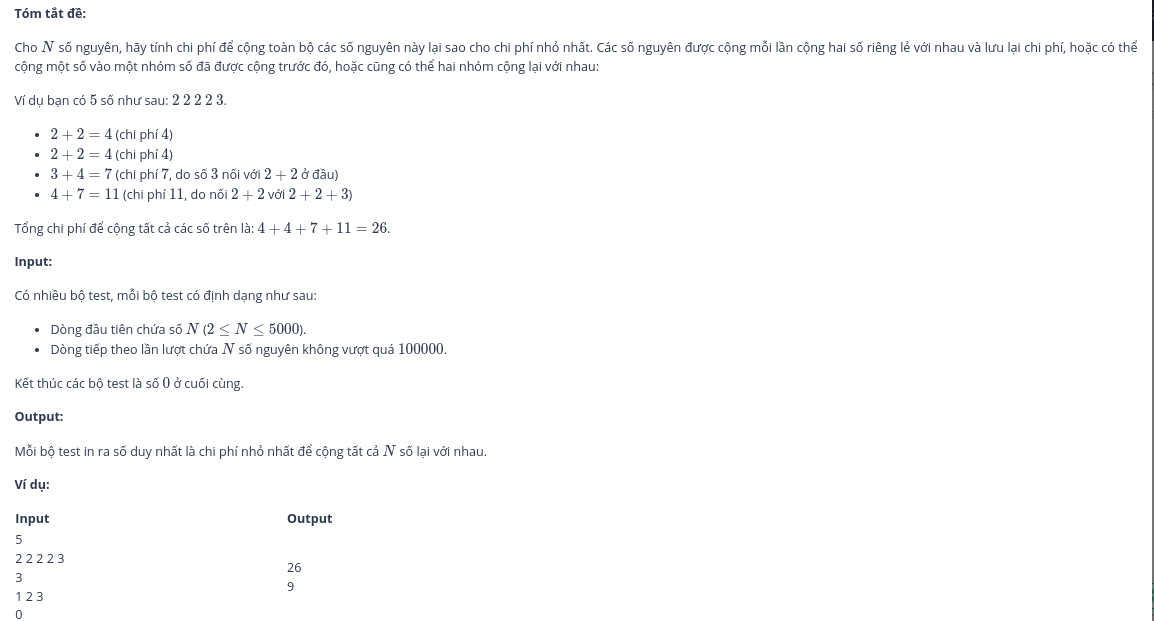 Tóm tắt đề:
Cho N số nguyên, hãy tính chi phí để cộng toàn bộ các số nguyên này lại sao cho chi phí nhỏ nhất. Các số nguyên được cộng mỗi lần cộng hai số riêng lẻ với nhau và lưu lại chi phí, hoặc có thể
cộng một số vào một nhóm số đã được cộng trước đó, hoặc cũng có thể hai nhóm cộng lại với nhau:
Ví dụ bạn có 5 số như sau: 2 2 2 2 3.
• 2 + 2 = 4 (chi phí 4)
• 2 + 2 = 4 (chi phí 4)
• 3 + 4 = 7 (chi phí 7, do số 3 nối với 2 + 2 ở đầu)
• 4 + 7 = 11 (chi phí 11, do nối 2 + 2 với 2 + 2 + 3)
Tổng chi phí để cộng tất cả các số trên là: 4 + 4 + 7 + 11 = 26.
Input:
Có nhiều bộ test, mỗi bộ test có định dạng như sau:
• Dòng đầu tiên chứa số N (2 ≤ N ≤ 5000).
• Dòng tiếp theo lần lượt chứa N số nguyên không vượt quá 100000.
Kết thúc các bộ test là số 0 ở cuối cùng.
Output:
Mỗi bộ test in ra số duy nhất là chi phí nhỏ nhất để cộng tất cả N số lại với nhau.
Ví dụ:
Input Output
5
2 2 2 2 3
26
3
9
1 2 3
0